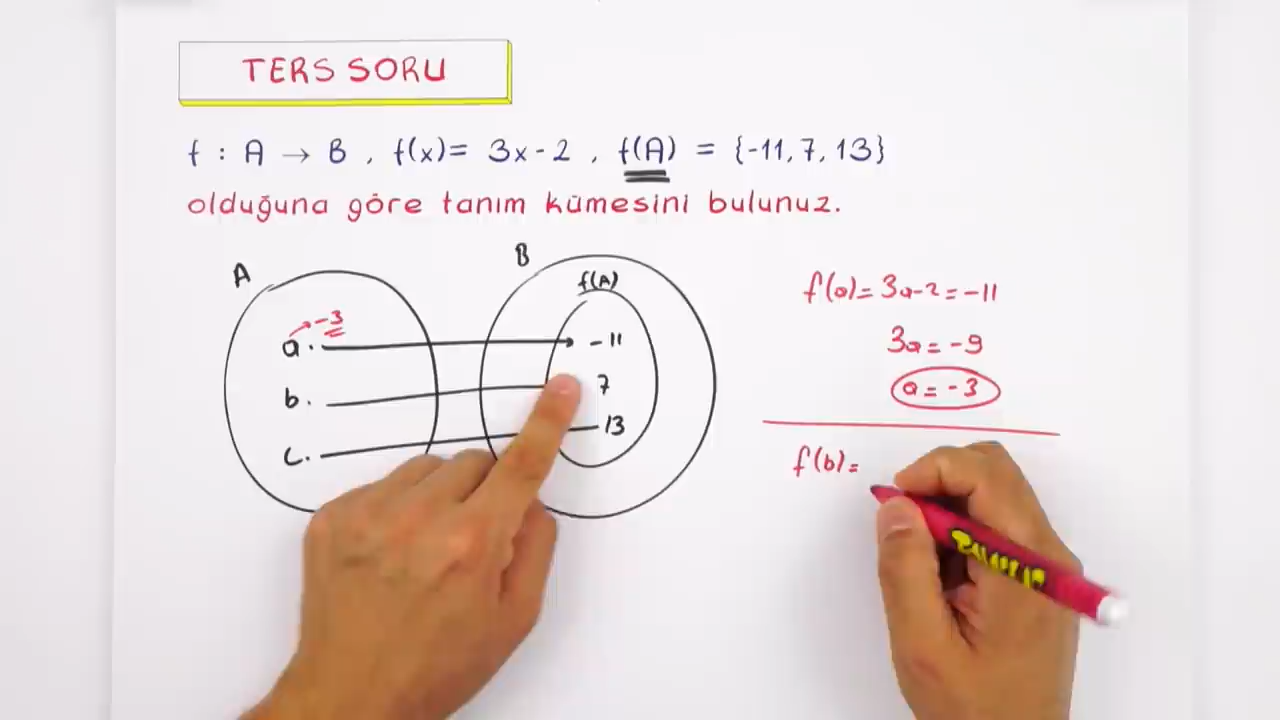 TERS SORU
f : A → B , f(x)= 3x-2 , f(A) = {-11, 7, 13}
olduğuna göre tanım kümesini bulunuz.
A
B
f(A)
a. -3
-11
b.
7
c.
13
f(a)= 3a-2=-11
3a= -9
a= -3
f(b)=